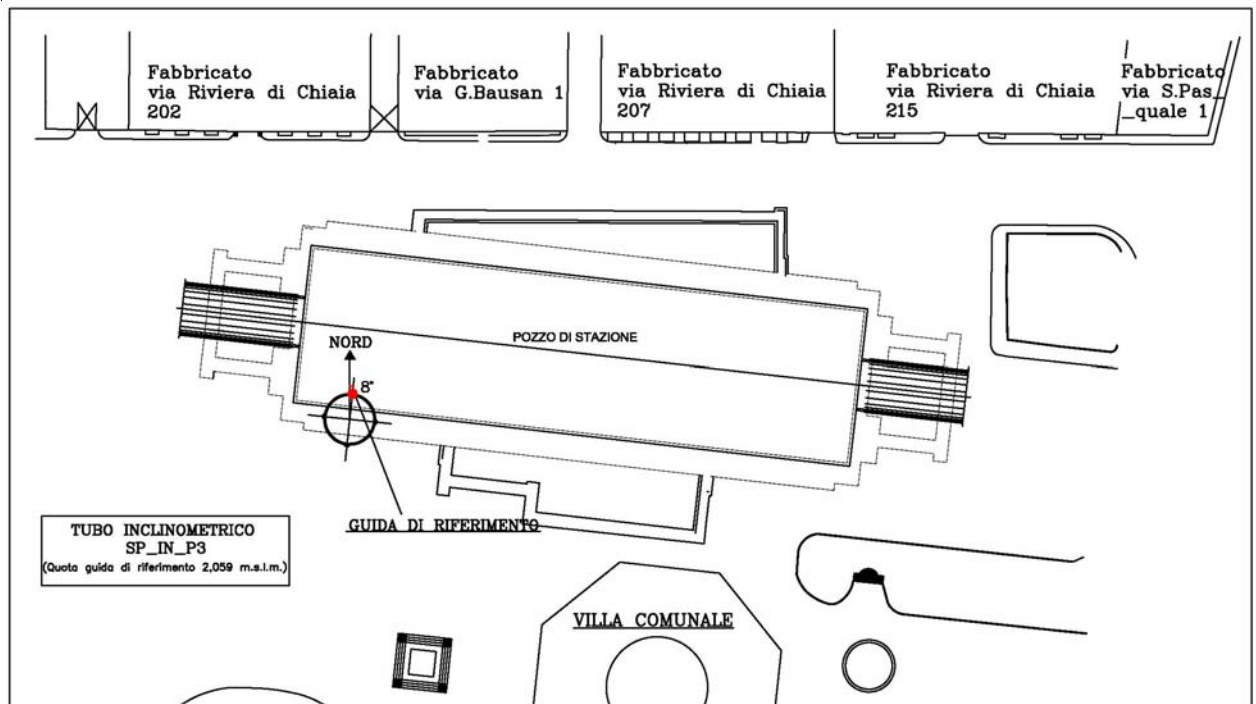 Fabbricato
via Riviera di Chiaia
202
Fabbricato
via G.Bausan 1
Fabbricato
via Riviera di Chiaia
207
Fabbricato
via Riviera di Chiaia
215
Fabbricato
via S.Pas_
_quale 1
POZZO DI STAZIONE
NORD
8°
GUIDA DI RIFERIMENTO
TUBO INCLINOMETRICO
SP_IN_P3
(Quota guida di riferimento 2,059 m.s.l.m.)
VILLA COMUNALE